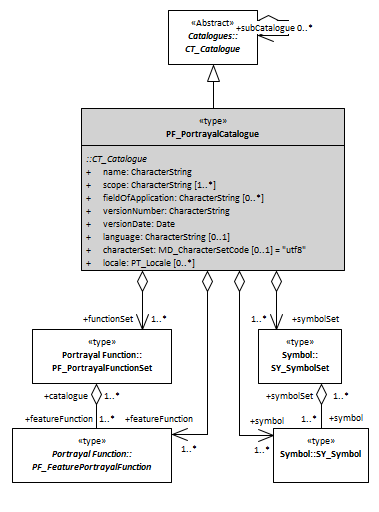 «Abstract»
Catalogues::
CT_Catalogue
+subCatalogue 0..*
«type»
PF_PortrayalCatalogue
::CT_Catalogue
+ name: CharacterString
+ scope: CharacterString [1..*]
+ fieldOfApplication: CharacterString [0..*]
+ versionNumber: CharacterString
+ versionDate: Date
+ language: CharacterString [0..1]
+ characterSet: MD_CharacterSetCode [0..1] = "utf8"
+ locale: PT_Locale [0..*]
+functionSet 1..*
1..* +symbolSet
«type»
Portrayal Function::
PF_PortrayalFunctionSet
«type»
Symbol::
SY_SymbolSet
+catalogue 1..*
+symbolSet 1..*
+featureFunction 1..*
+featureFunction
1..*
+symbol
1..*
1..* +symbol
«type»
Portrayal Function::
PF_FeaturePortrayalFunction
«type»
Symbol::SY_Symbol